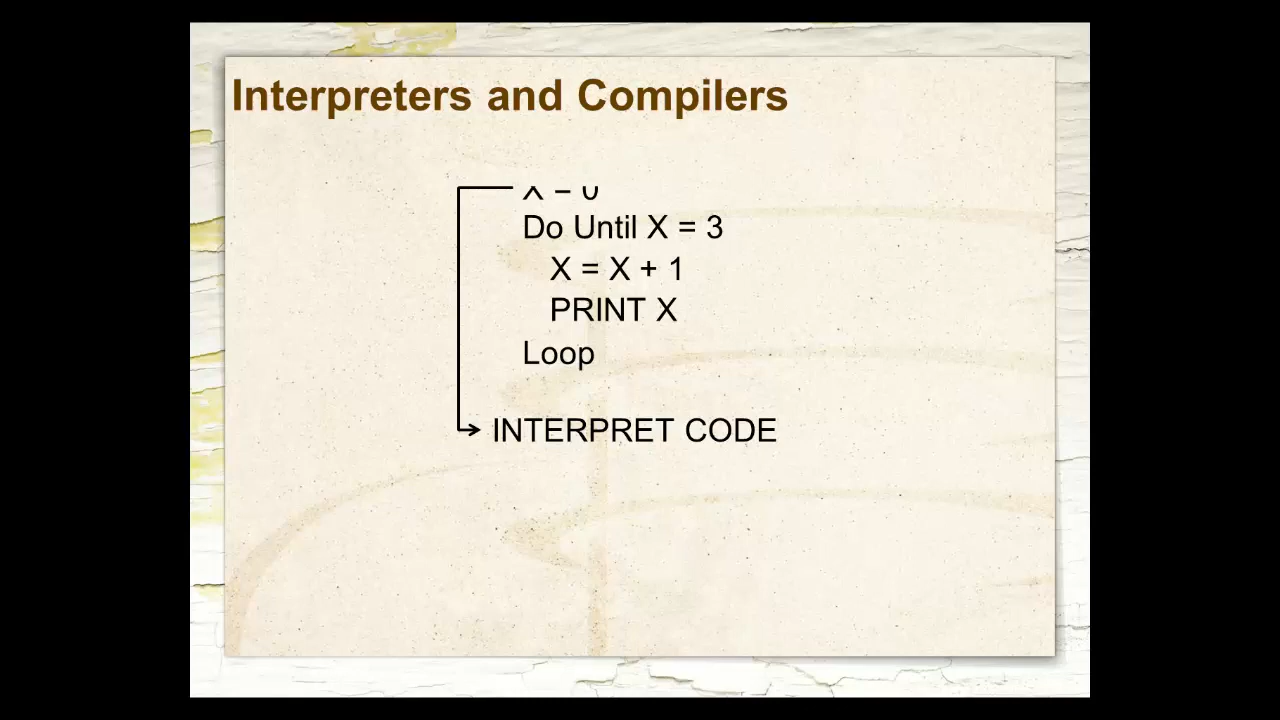 Interpreters and Compilers
X = 0
Do Until X = 3
X = X + 1
PRINT X
Loop
INTERPRET CODE